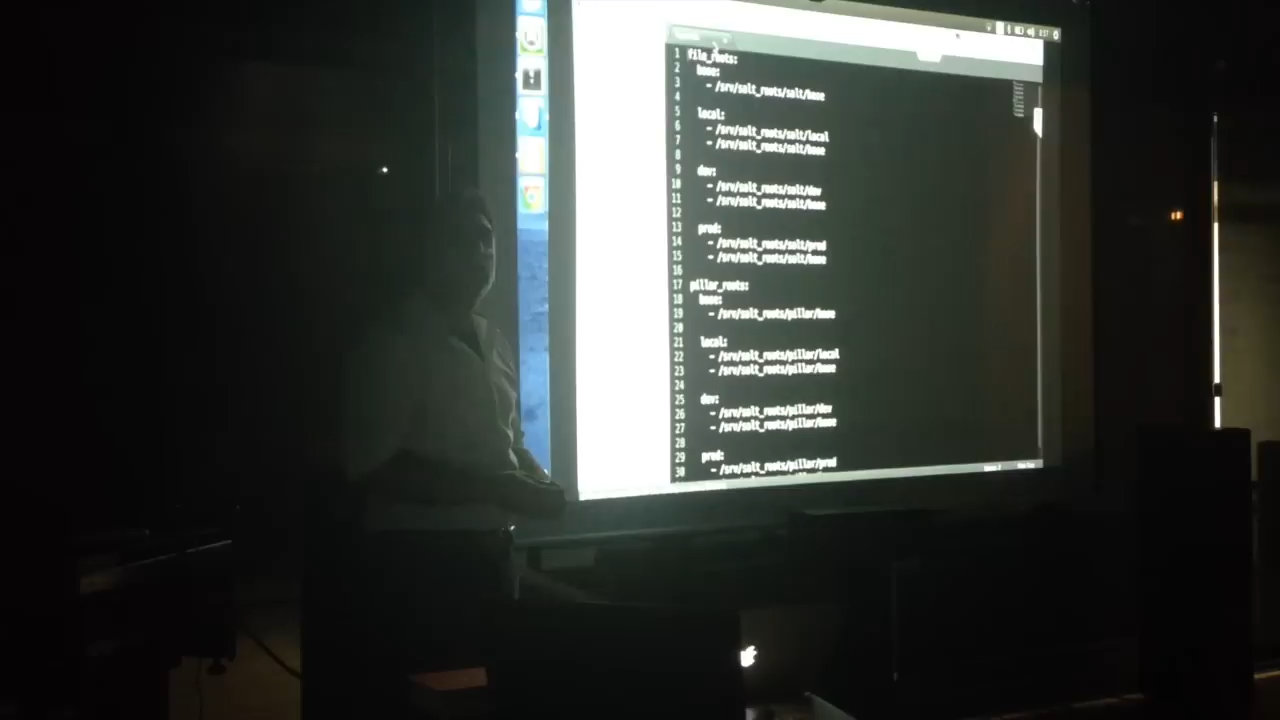 8:57
1 file_roots:
2 base:
3 - /srv/salt_roots/salt/base
4
5 local:
6 - /srv/salt_roots/salt/local
7 - /srv/salt_roots/salt/base
8
9 dev:
10 - /srv/salt_roots/salt/dev
11 - /srv/salt_roots/salt/base
12
13 prod:
14 - /srv/salt_roots/salt/prod
15 - /srv/salt_roots/salt/base
16
17 pillar_roots:
18 base:
19 - /srv/salt_roots/pillar/base
20
21 local:
22 - /srv/salt_roots/pillar/local
23 - /srv/salt_roots/pillar/base
24
25 dev:
26 - /srv/salt_roots/pillar/dev
27 - /srv/salt_roots/pillar/base
28
29 prod:
30 - /srv/salt_roots/pillar/prod